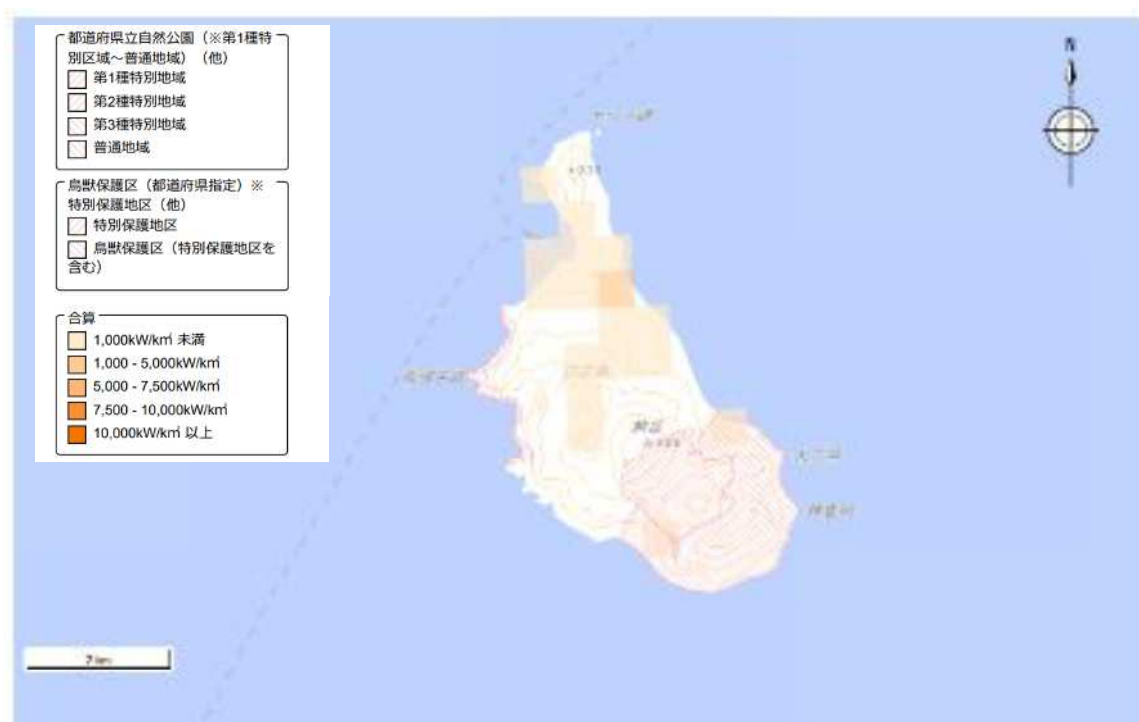 都道府県立自然公園（※第1種特
別区域～普通地域）（他）
第1種特別地域
第2種特別地域
第3種特別地域
普通地域
鳥獣保護区（都道府県指定）※
特別保護地区（他）
特別保護地区
鳥獣保護区（特別保護地区を
含む）
合算
1,000kW/k㎡ 未満
1,000 - 5,000kW/k㎡
5,000 - 7,500kW/k㎡
7,500 - 10,000kW/k㎡
10,000kW/k㎡ 以上
N
2 km